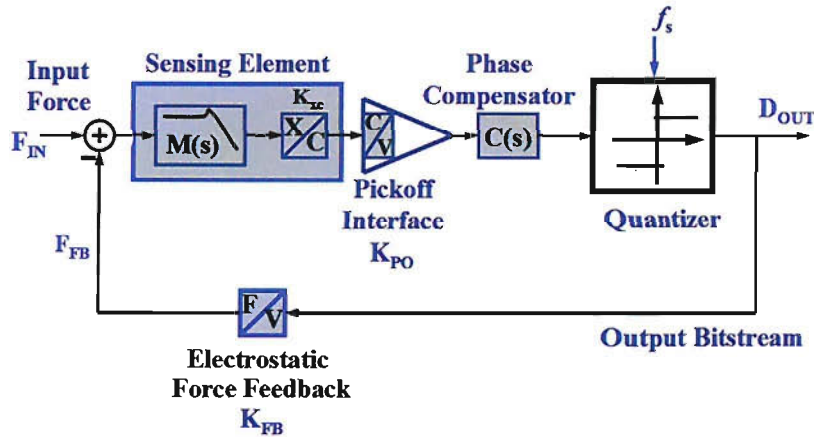 f_s
Input
Force
Sensing Element
Phase
Compensator
D_OUT
K_xc
F_IN
+
−
M(s)
X/C
C/V
C(s)
Pickoff
Interface
K_PO
Quantizer
F_FB
F/V
Output Bitstream
Electrostatic
Force Feedback
K_FB